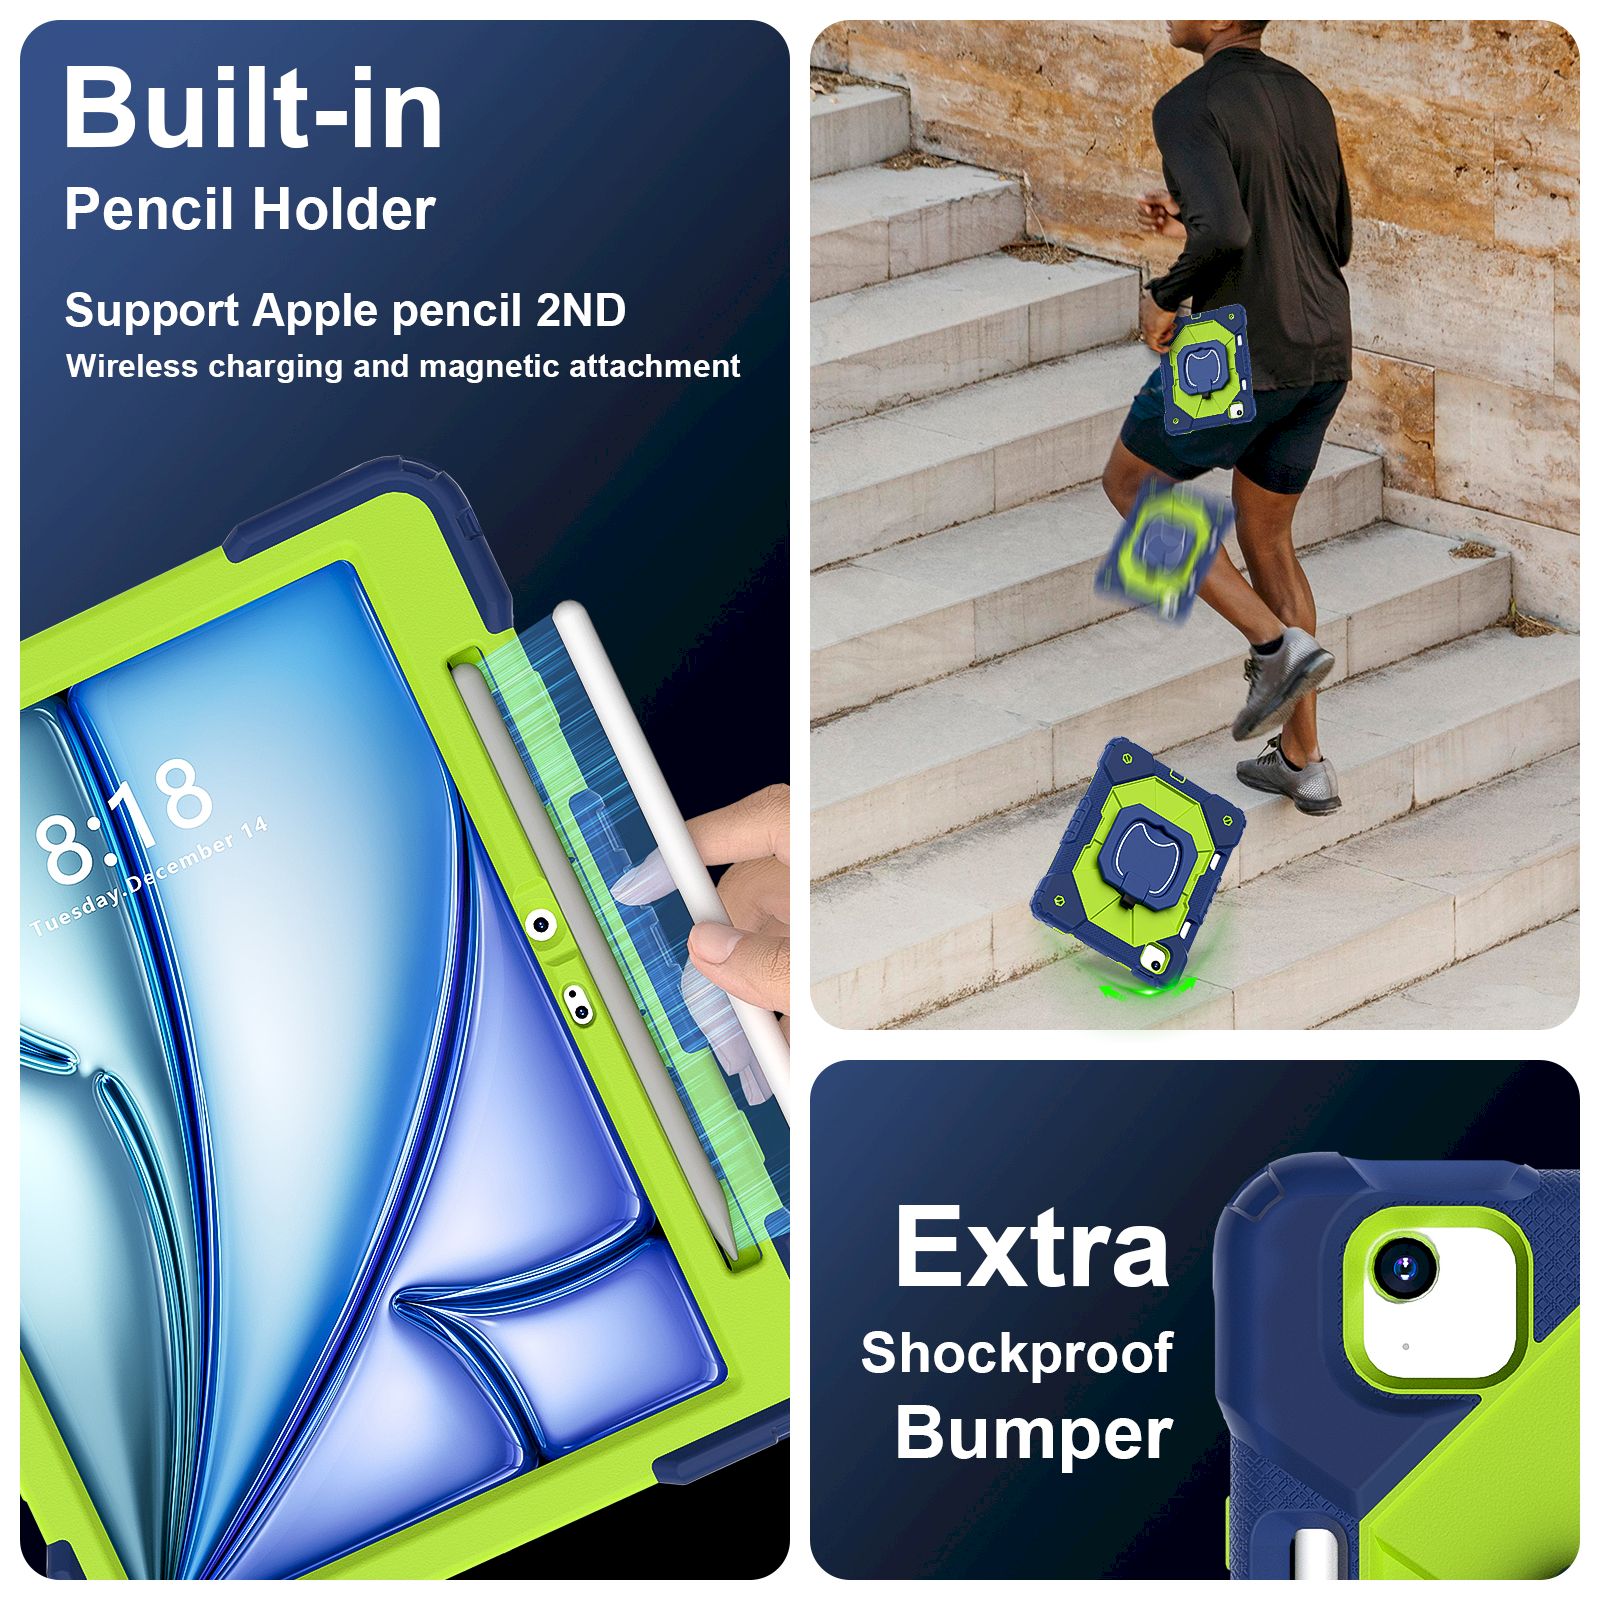 Built-in
Pencil Holder
Support Apple pencil 2ND
Wireless charging and magnetic attachment
8:18
Tuesday.December 14
Extra
Shockproof
Bumper